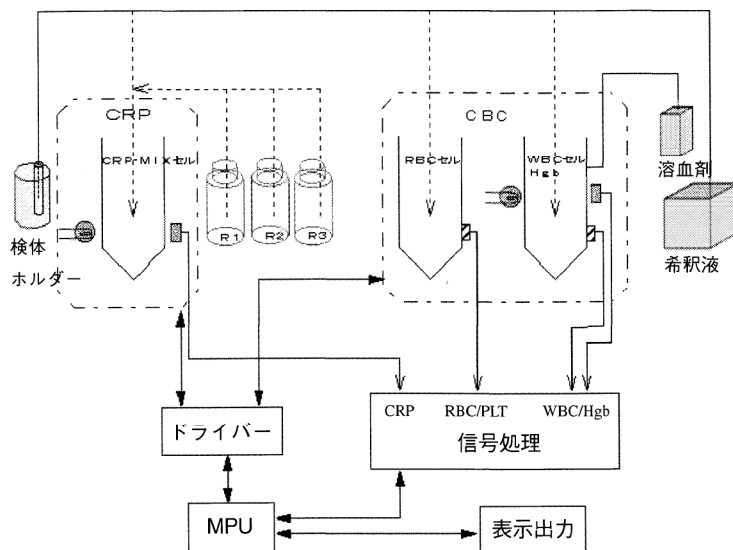 CRP
CBC
CRP-MIXセル
RBCセル
WBCセル
Hgb
溶血剤
検体
ホルダー
R1
R2
R3
希釈液
CRP
RBC/PLT
WBC/Hgb
信号処理
ドライバー
MPU
表示出力